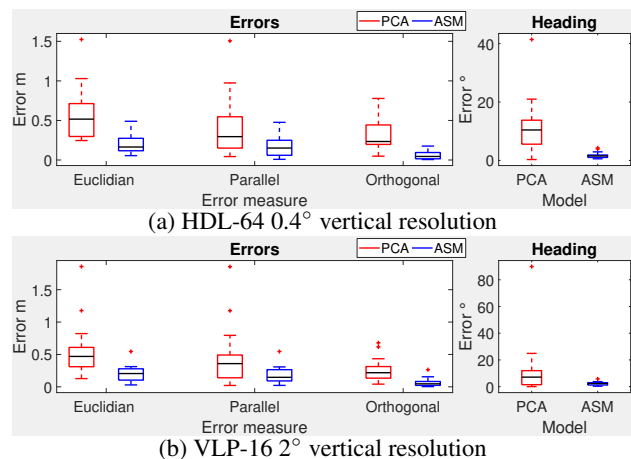 Errors
PCA ASM
Heading
1.5
1
0.5
0
Error m
Euclidian Parallel Orthogonal
Error measure
40
20
0
Error °
PCA ASM
Model
(a) HDL-64 0.4° vertical resolution
Errors
PCA ASM
Heading
1.5
1
0.5
0
Error m
Euclidian Parallel Orthogonal
Error measure
80
60
40
20
0
Error °
PCA ASM
Model
(b) VLP-16 2° vertical resolution